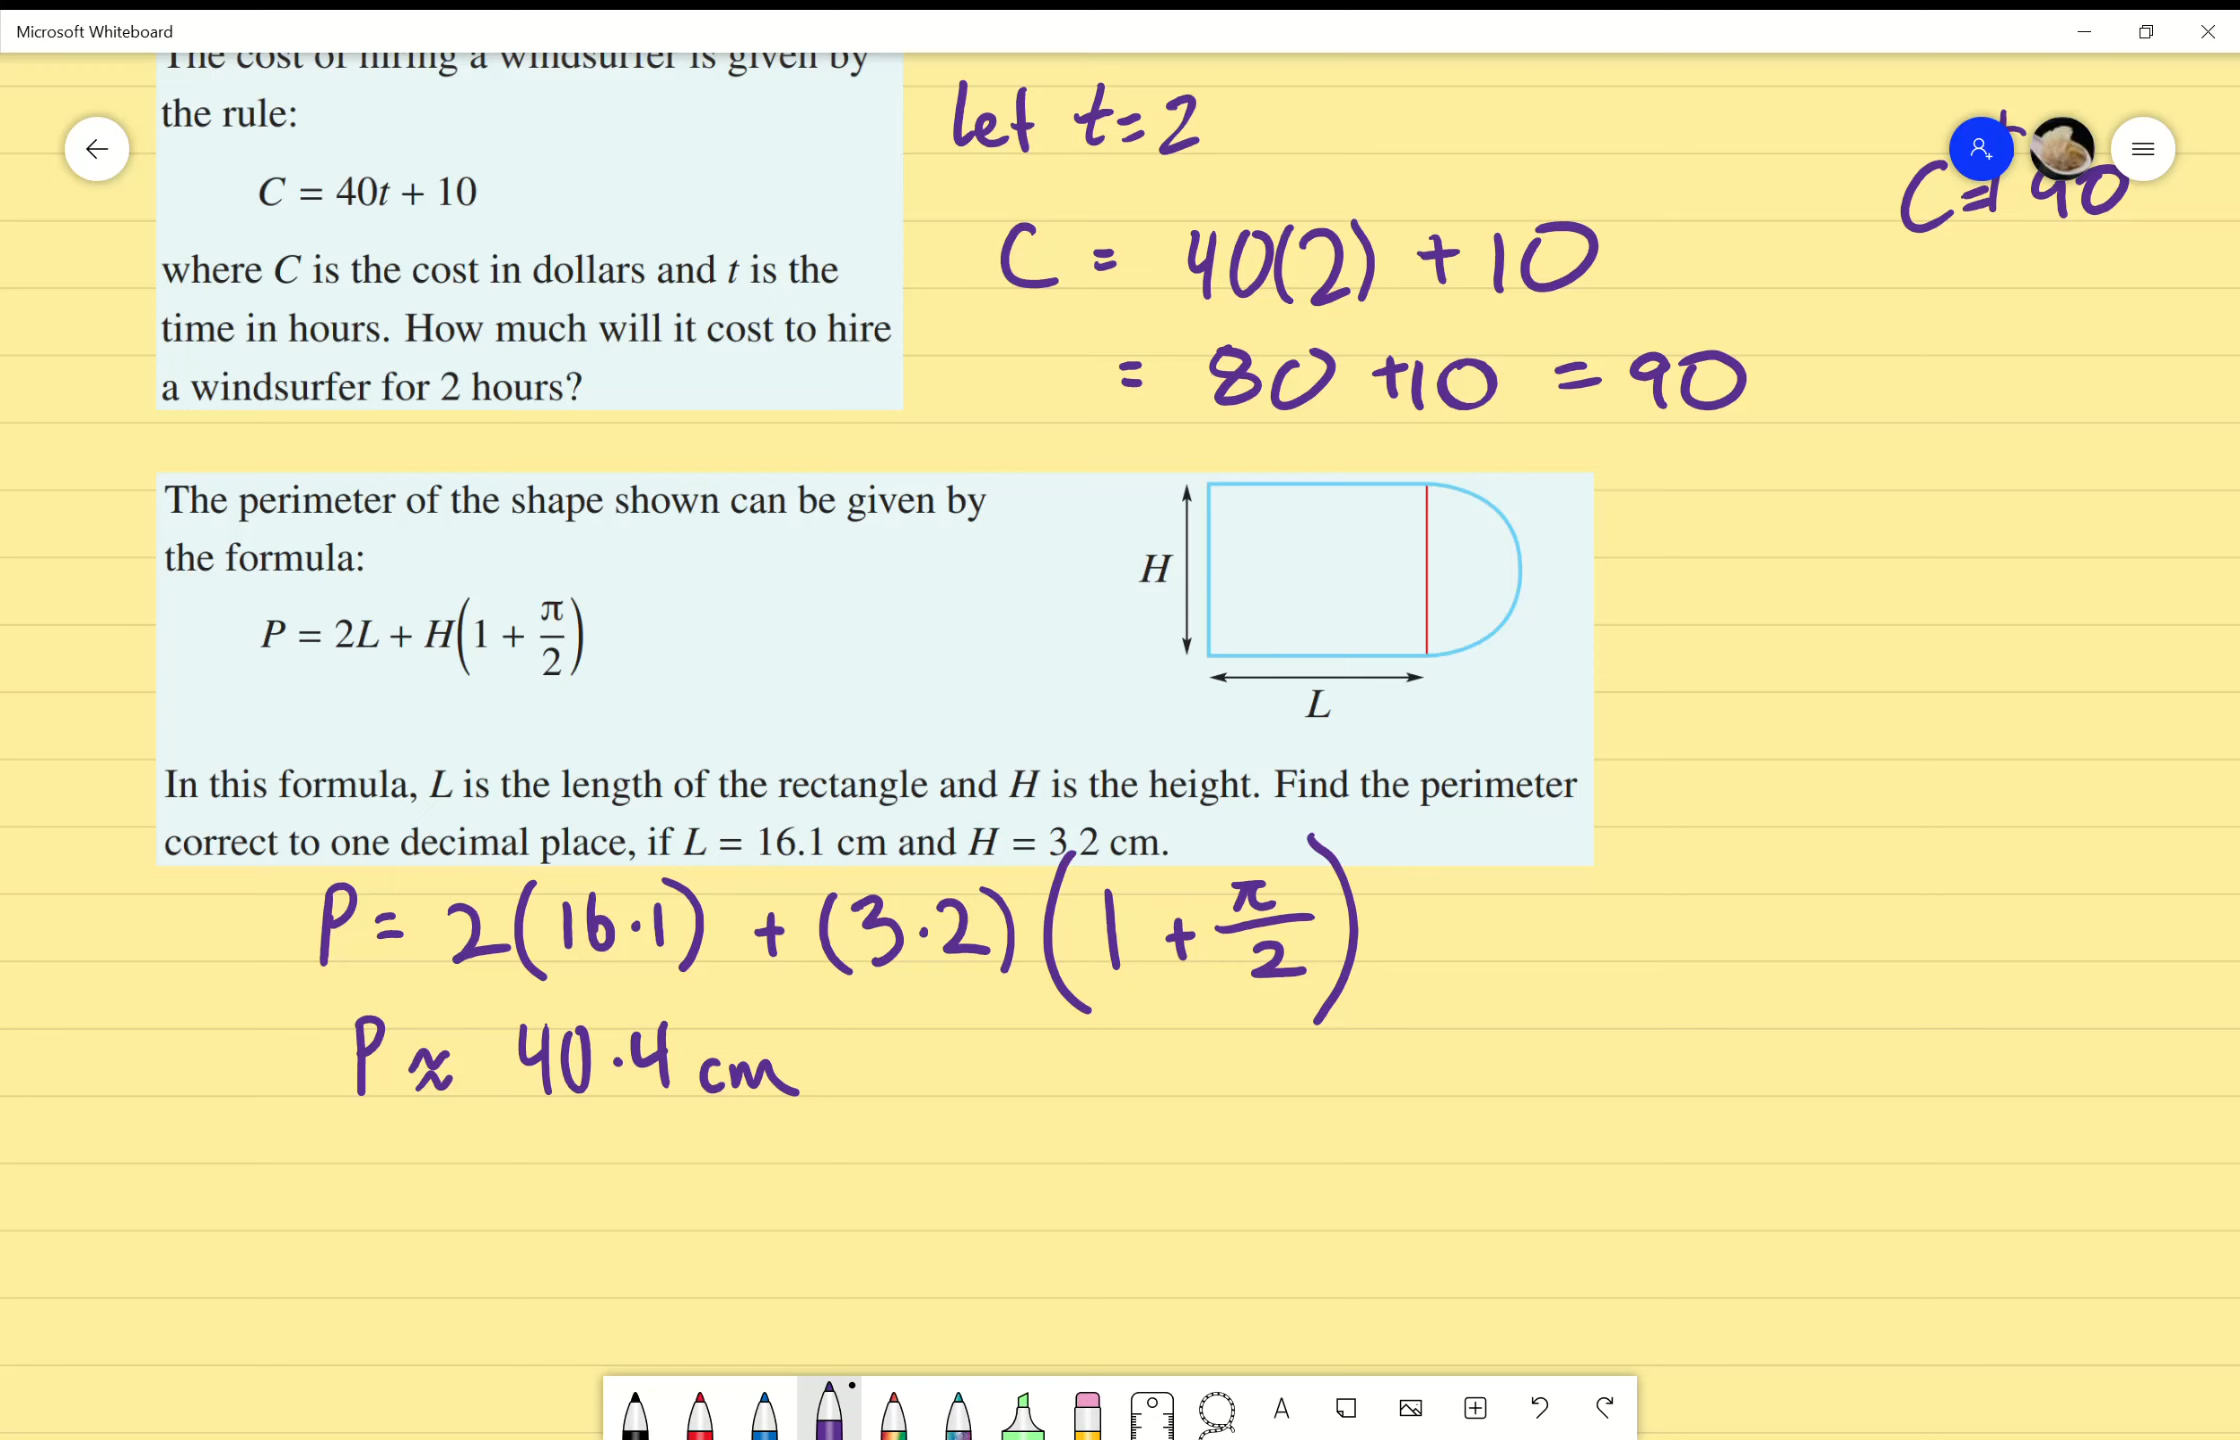 Microsoft Whiteboard
The cost of hiring a windsurfer is given by
the rule:
C = 40t + 10
where C is the cost in dollars and t is the
time in hours. How much will it cost to hire
a windsurfer for 2 hours?
let t=2
C = 40(2) + 10
= 80 +10 = 90
The perimeter of the shape shown can be given by
the formula:
P = 2L + H(1 + π/2)
H
L
In this formula, L is the length of the rectangle and H is the height. Find the perimeter
correct to one decimal place, if L = 16.1 cm and H = 3.2 cm.
P = 2(16.1) + (3.2)(1 + π/2)
P ≈ 40.4 cm
A